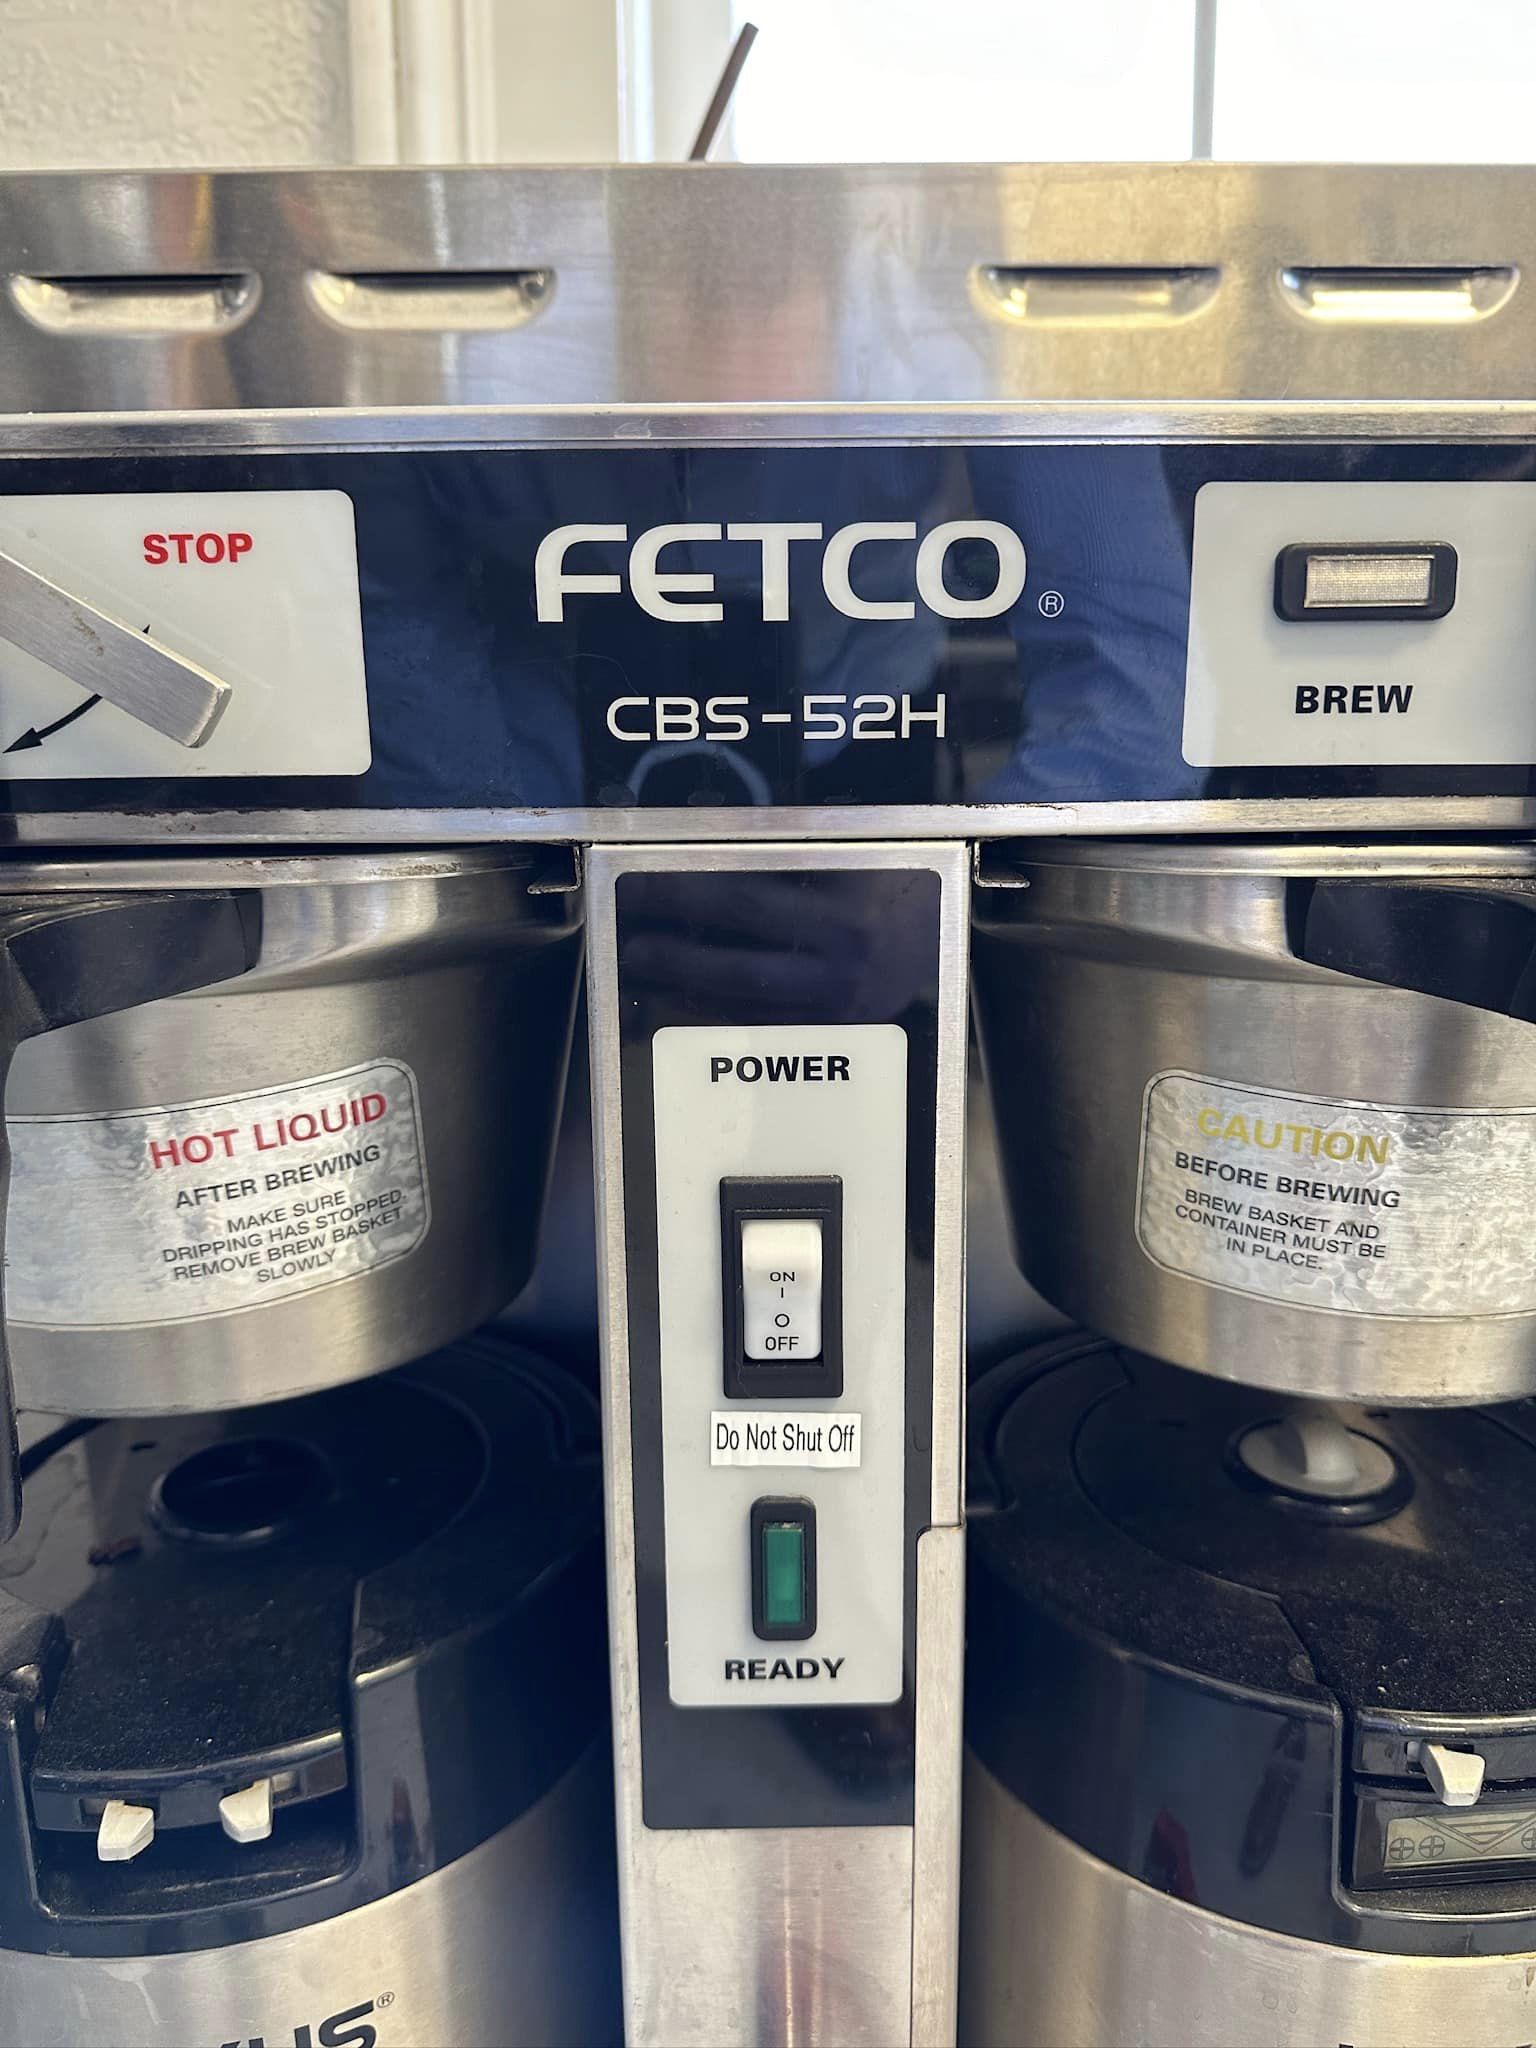 STOP
FETCO®
CBS-52H
BREW
POWER
ON
I
O
OFF
Do Not Shut Off
READY
HOT LIQUID
AFTER BREWING
MAKE SURE
DRIPPING HAS STOPPED.
REMOVE BREW BASKET
SLOWLY
CAUTION
BEFORE BREWING
BREW BASKET AND
CONTAINER MUST BE
IN PLACE.